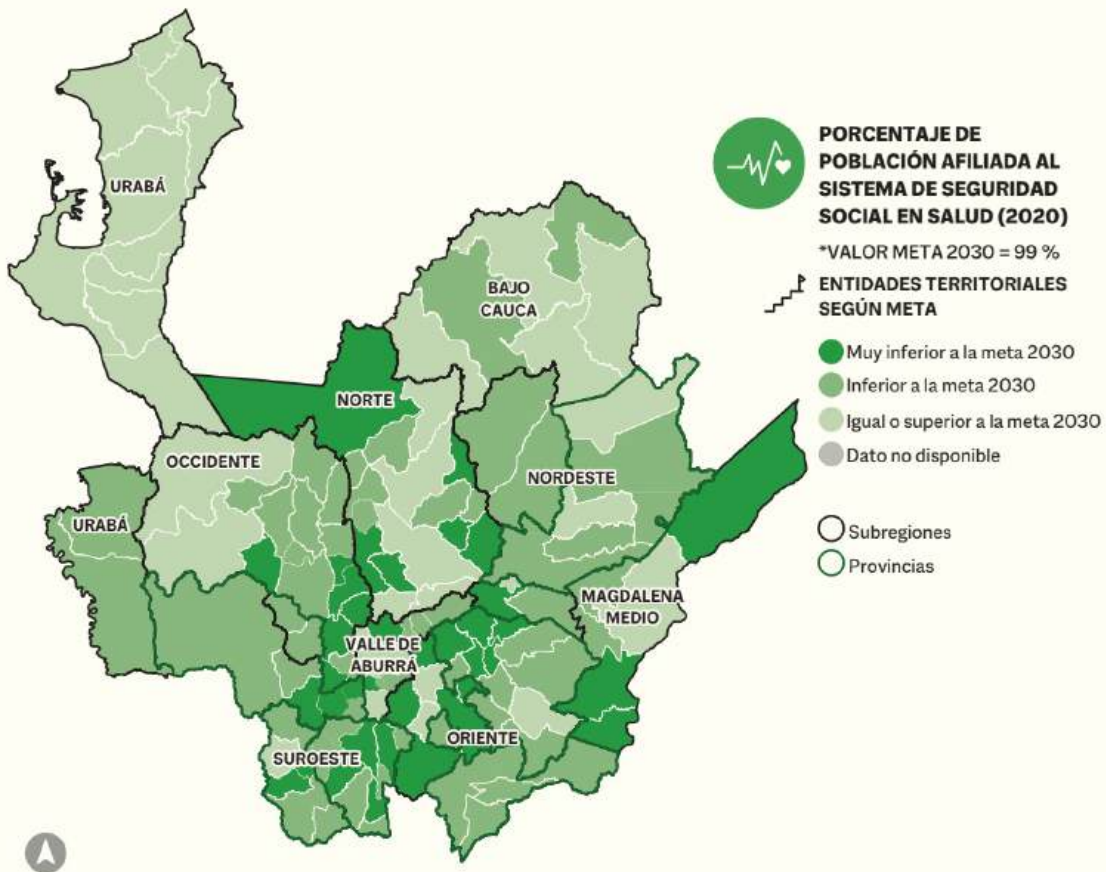 PORCENTAJE DE
POBLACIÓN AFILIADA AL
SISTEMA DE SEGURIDAD
SOCIAL EN SALUD (2020)
*VALOR META 2030 = 99 %
ENTIDADES TERRITORIALES
SEGÚN META
Muy inferior a la meta 2030
Inferior a la meta 2030
Igual o superior a la meta 2030
Dato no disponible
Subregiones
Provincias
URABÁ
BAJO
CAUCA
NORTE
OCCIDENTE
NORDESTE
URABÁ
MAGDALENA
MEDIO
VALLE DE
ABURRÁ
ORIENTE
SUROESTE